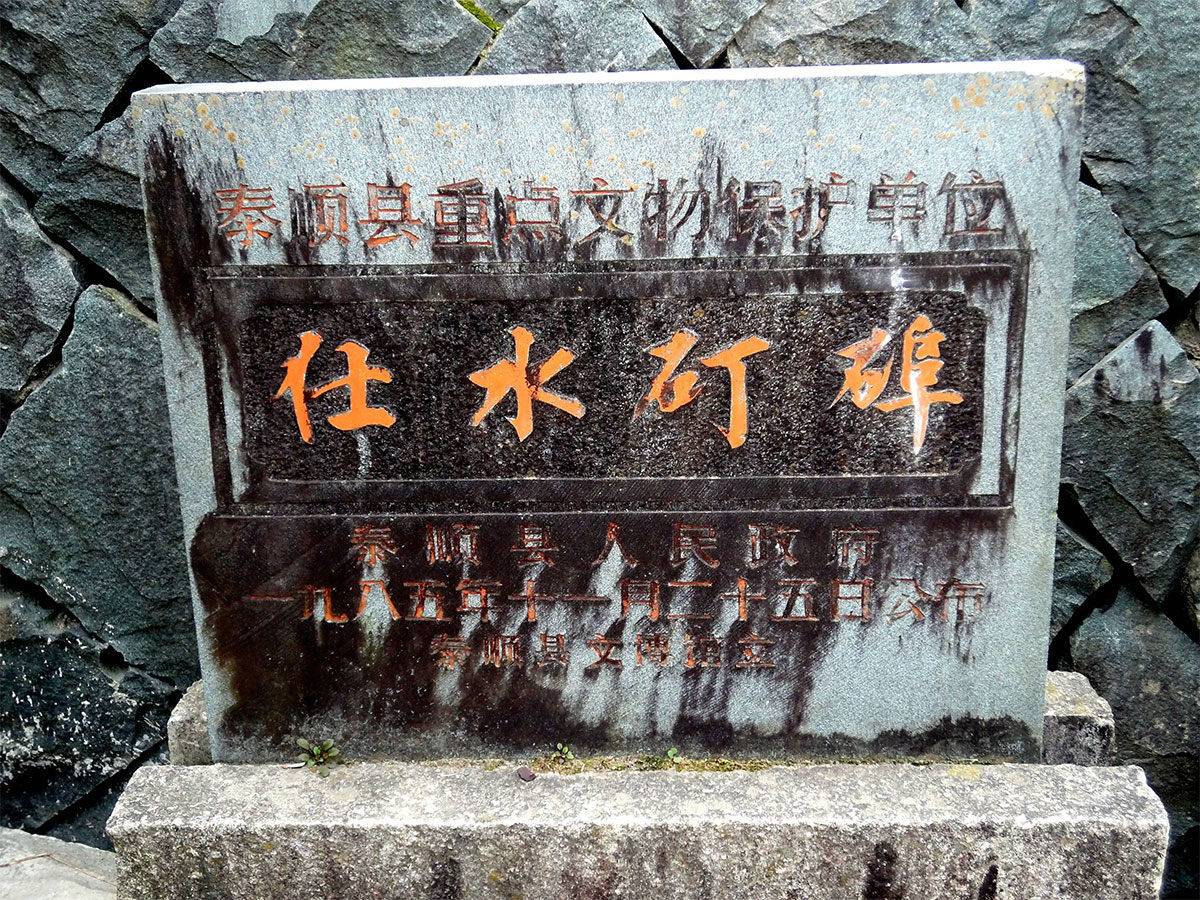 泰顺县重点文物保护单位
仕水矴
泰顺县人民政府
一九八五年十一月二十五日公布
泰顺县文博馆立